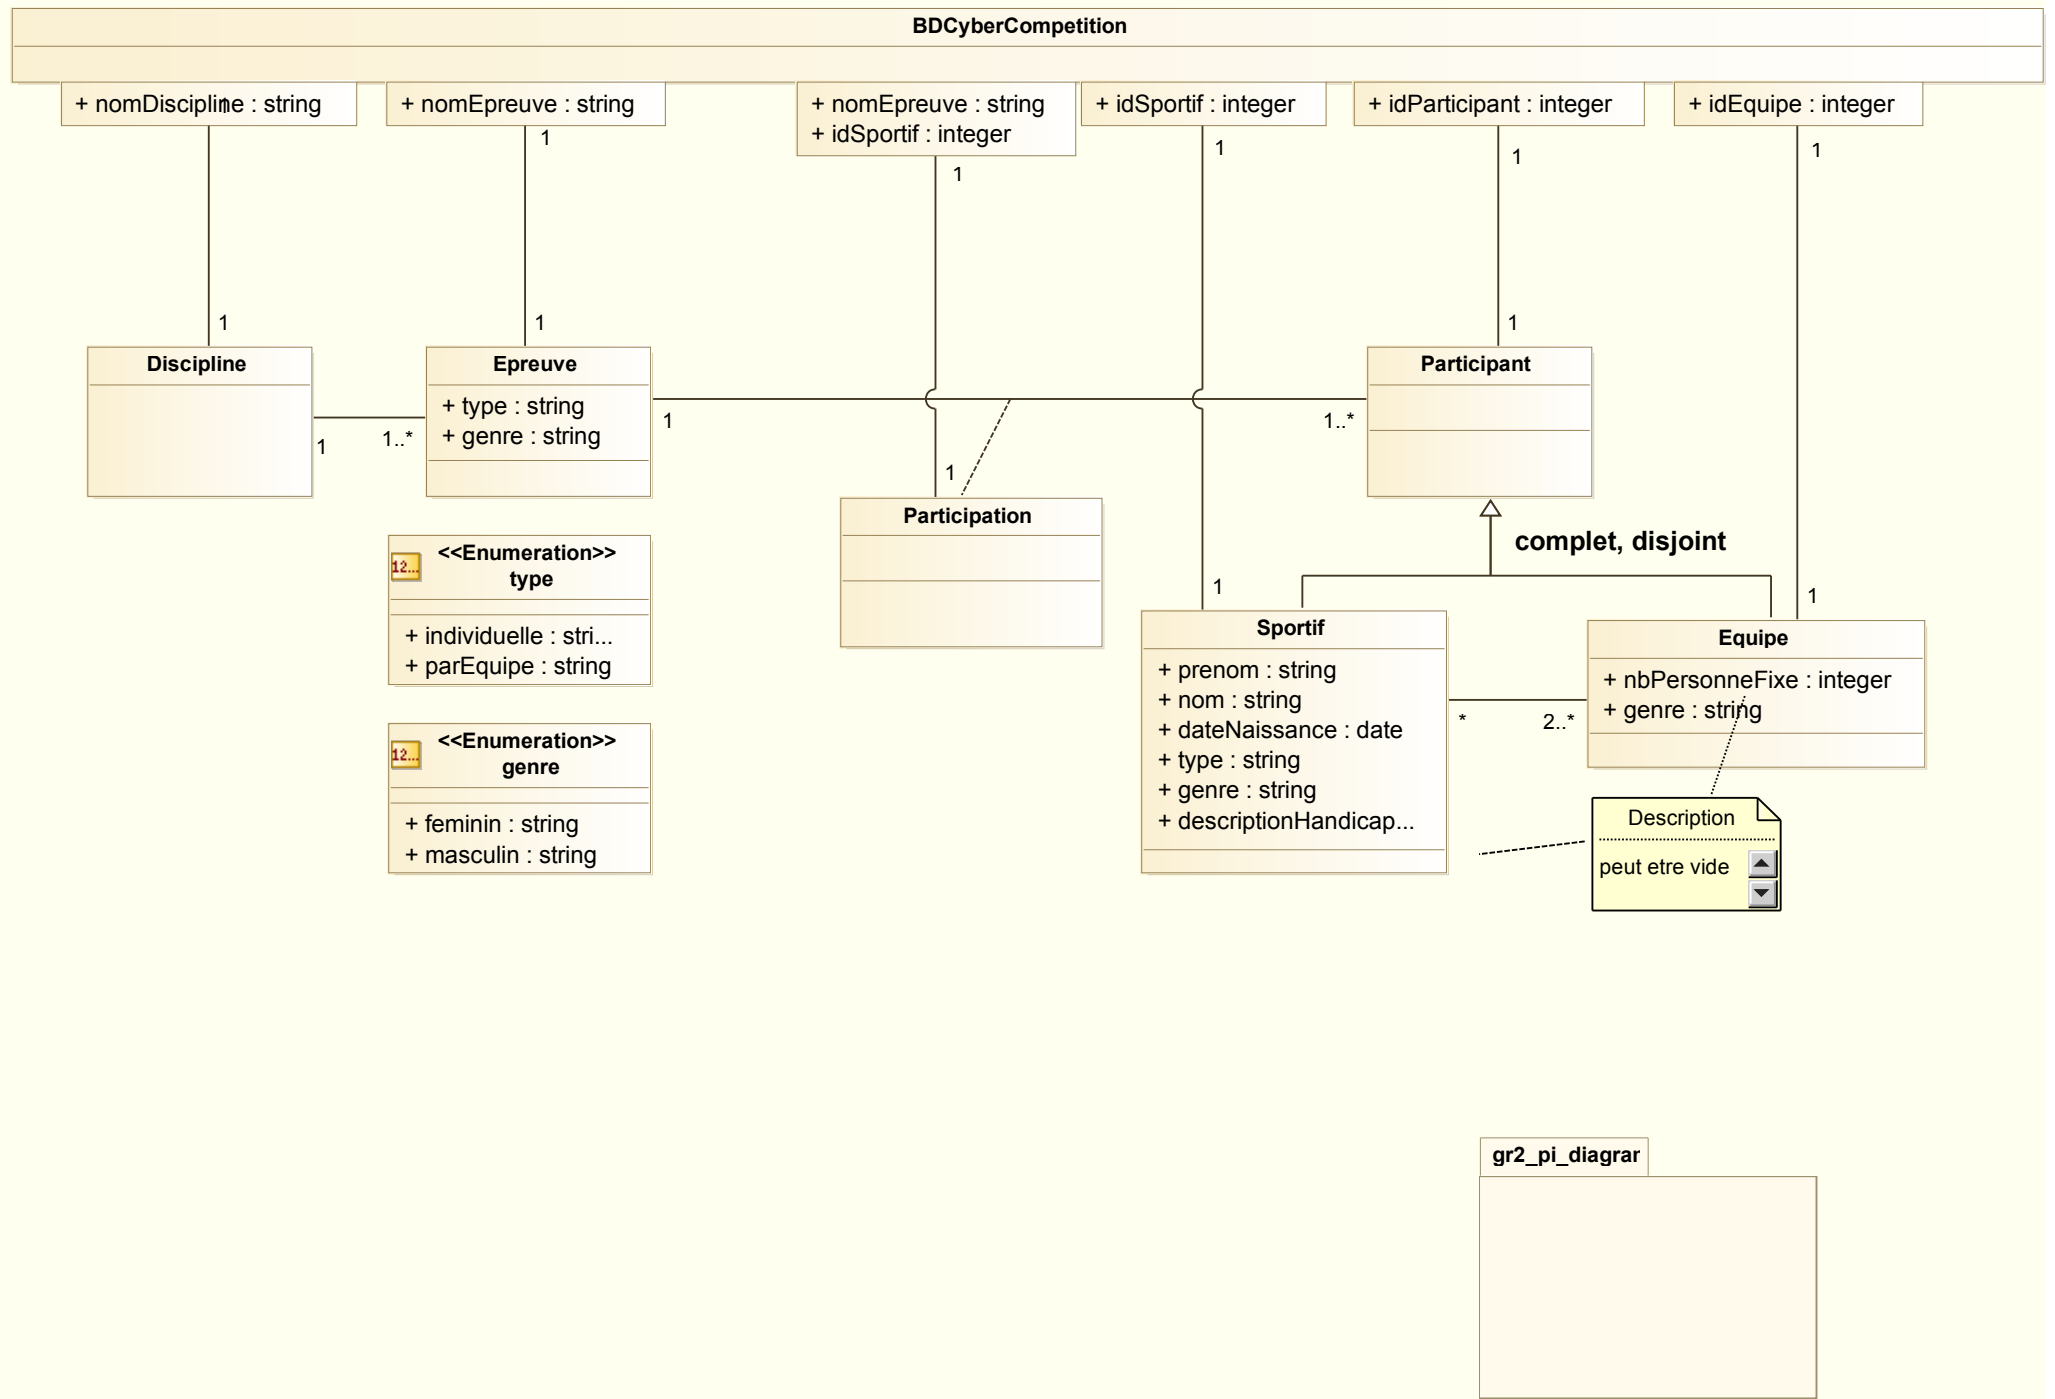 BDCyberCompetition
+ nomDiscipline : string
1
+ nomEpreuve : string
1
+ nomEpreuve : string
+ idSportif : integer
1
+ idSportif : integer
1
+ idParticipant : integer
1
+ idEquipe : integer
1
1
1
1
Discipline
1
1..*
Epreuve
+ type : string
+ genre : string
1
1..*
Participant
1
Participation
complet, disjoint
<<Enumeration>>
type
12...
+ individuelle : stri...
+ parEquipe : string
<<Enumeration>>
genre
12...
+ feminin : string
+ masculin : string
1
Sportif
+ prenom : string
+ nom : string
+ dateNaissance : date
+ type : string
+ genre : string
+ descriptionHandicap...
*
2..*
1
Equipe
+ nbPersonneFixe : integer
+ genre : string
Description
peut etre vide
gr2_pi_diagrar